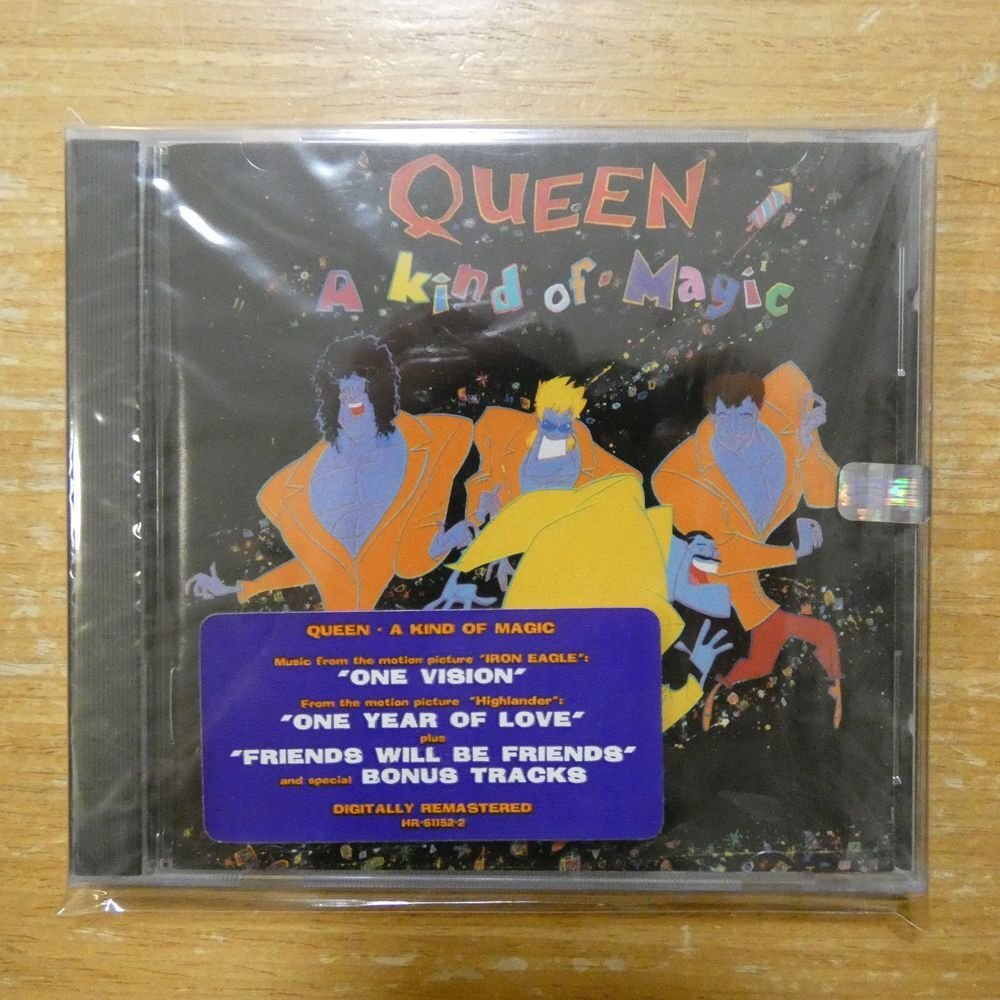 QUEEN
A kind of Magic
QUEEN · A KIND OF MAGIC
Music from the motion picture "IRON EAGLE":
"ONE VISION"
From the motion picture "Highlander":
"ONE YEAR OF LOVE"
plus
"FRIENDS WILL BE FRIENDS"
and special BONUS TRACKS
DIGITALLY REMASTERED
HR-61152-2